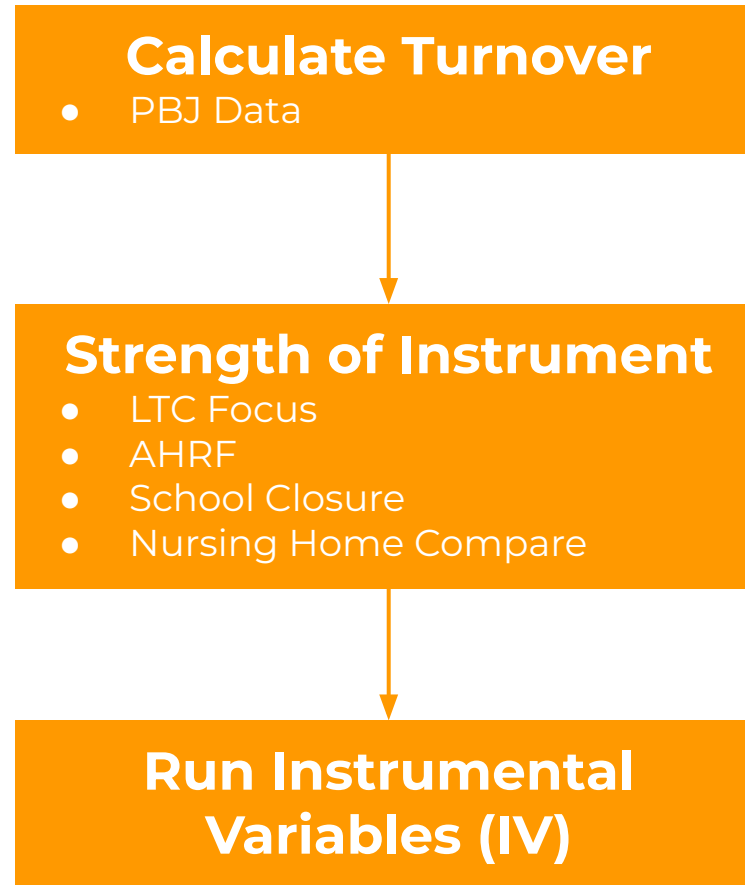 Calculate Turnover
● PBJ Data
Strength of Instrument
● LTC Focus
● AHRF
● School Closure
● Nursing Home Compare
Run Instrumental
Variables (IV)